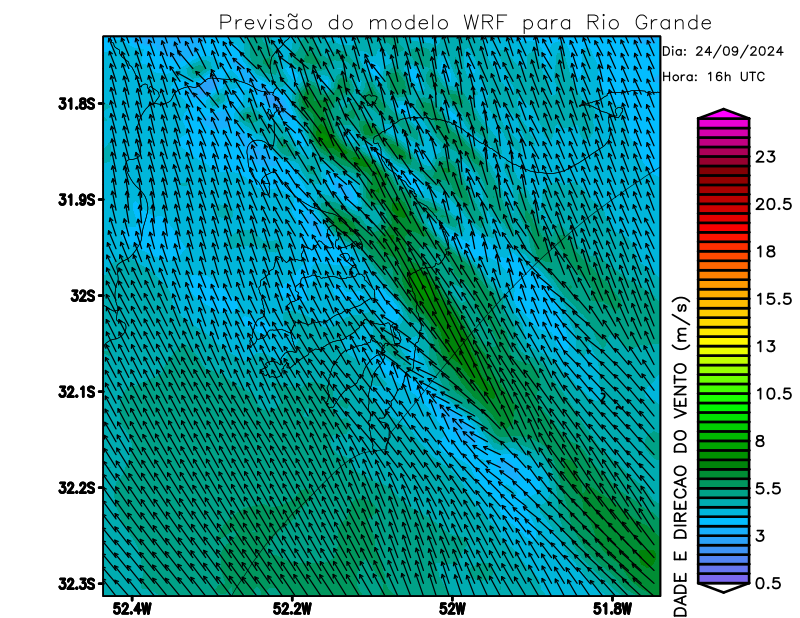 Previsão do modelo WRF para Rio Grande
Dia: 24/09/2024
Hora: 16h UTC
31.8S
31.9S
32S
32.1S
32.2S
32.3S
52.4W
52.2W
52W
51.8W
23
20.5
18
15.5
13
10.5
8
5.5
3
0.5
DADE E DIRECAO DO VENTO (m/s)